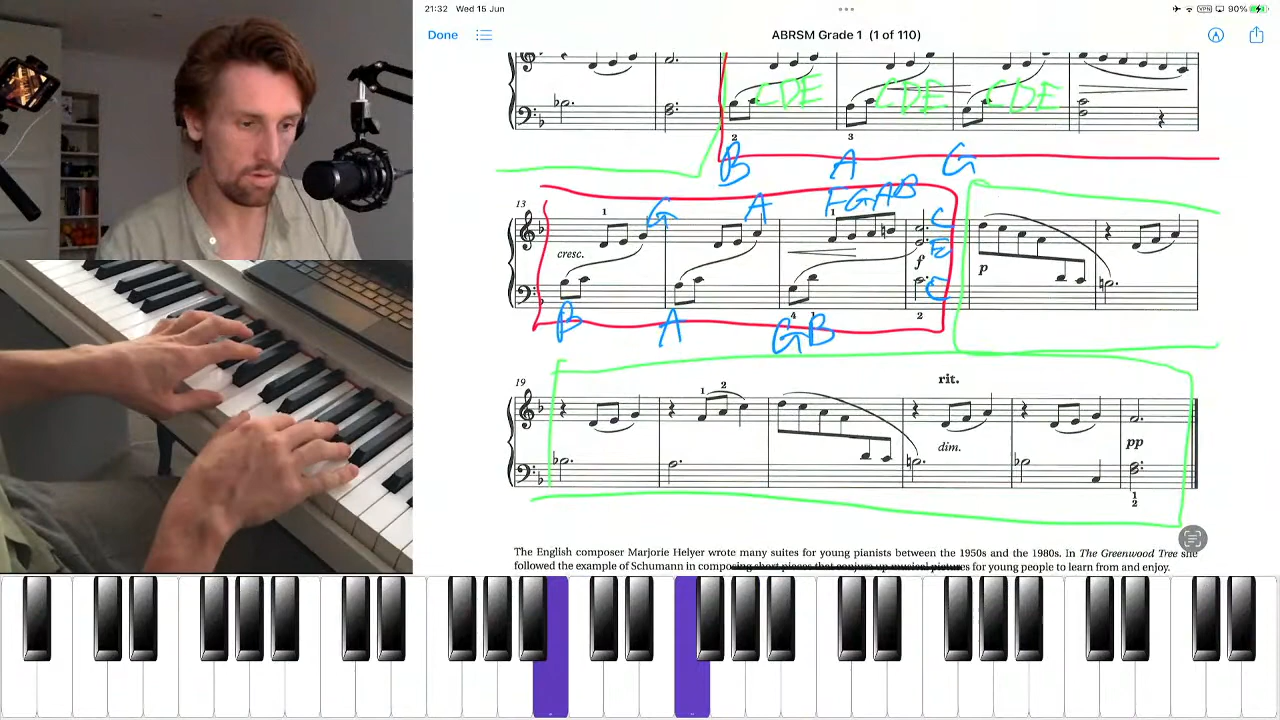 21:32 Wed 15 Jun
VPN 90%
Done
ABRSM Grade 1 (1 of 110)
CDE CDE CDE
2 3
B A G
13
1 G A 1 FGAB
cresc.
C
E
f
C
p
4 1 2
B A GB
rit.
19
1 2
dim.
pp
1
2
The English composer Marjorie Helyer wrote many suites for young pianists between the 1950s and the 1980s. In The Greenwood Tree she
followed the example of Schumann in composing short pieces that conjure up musical pictures for young people to learn from and enjoy.